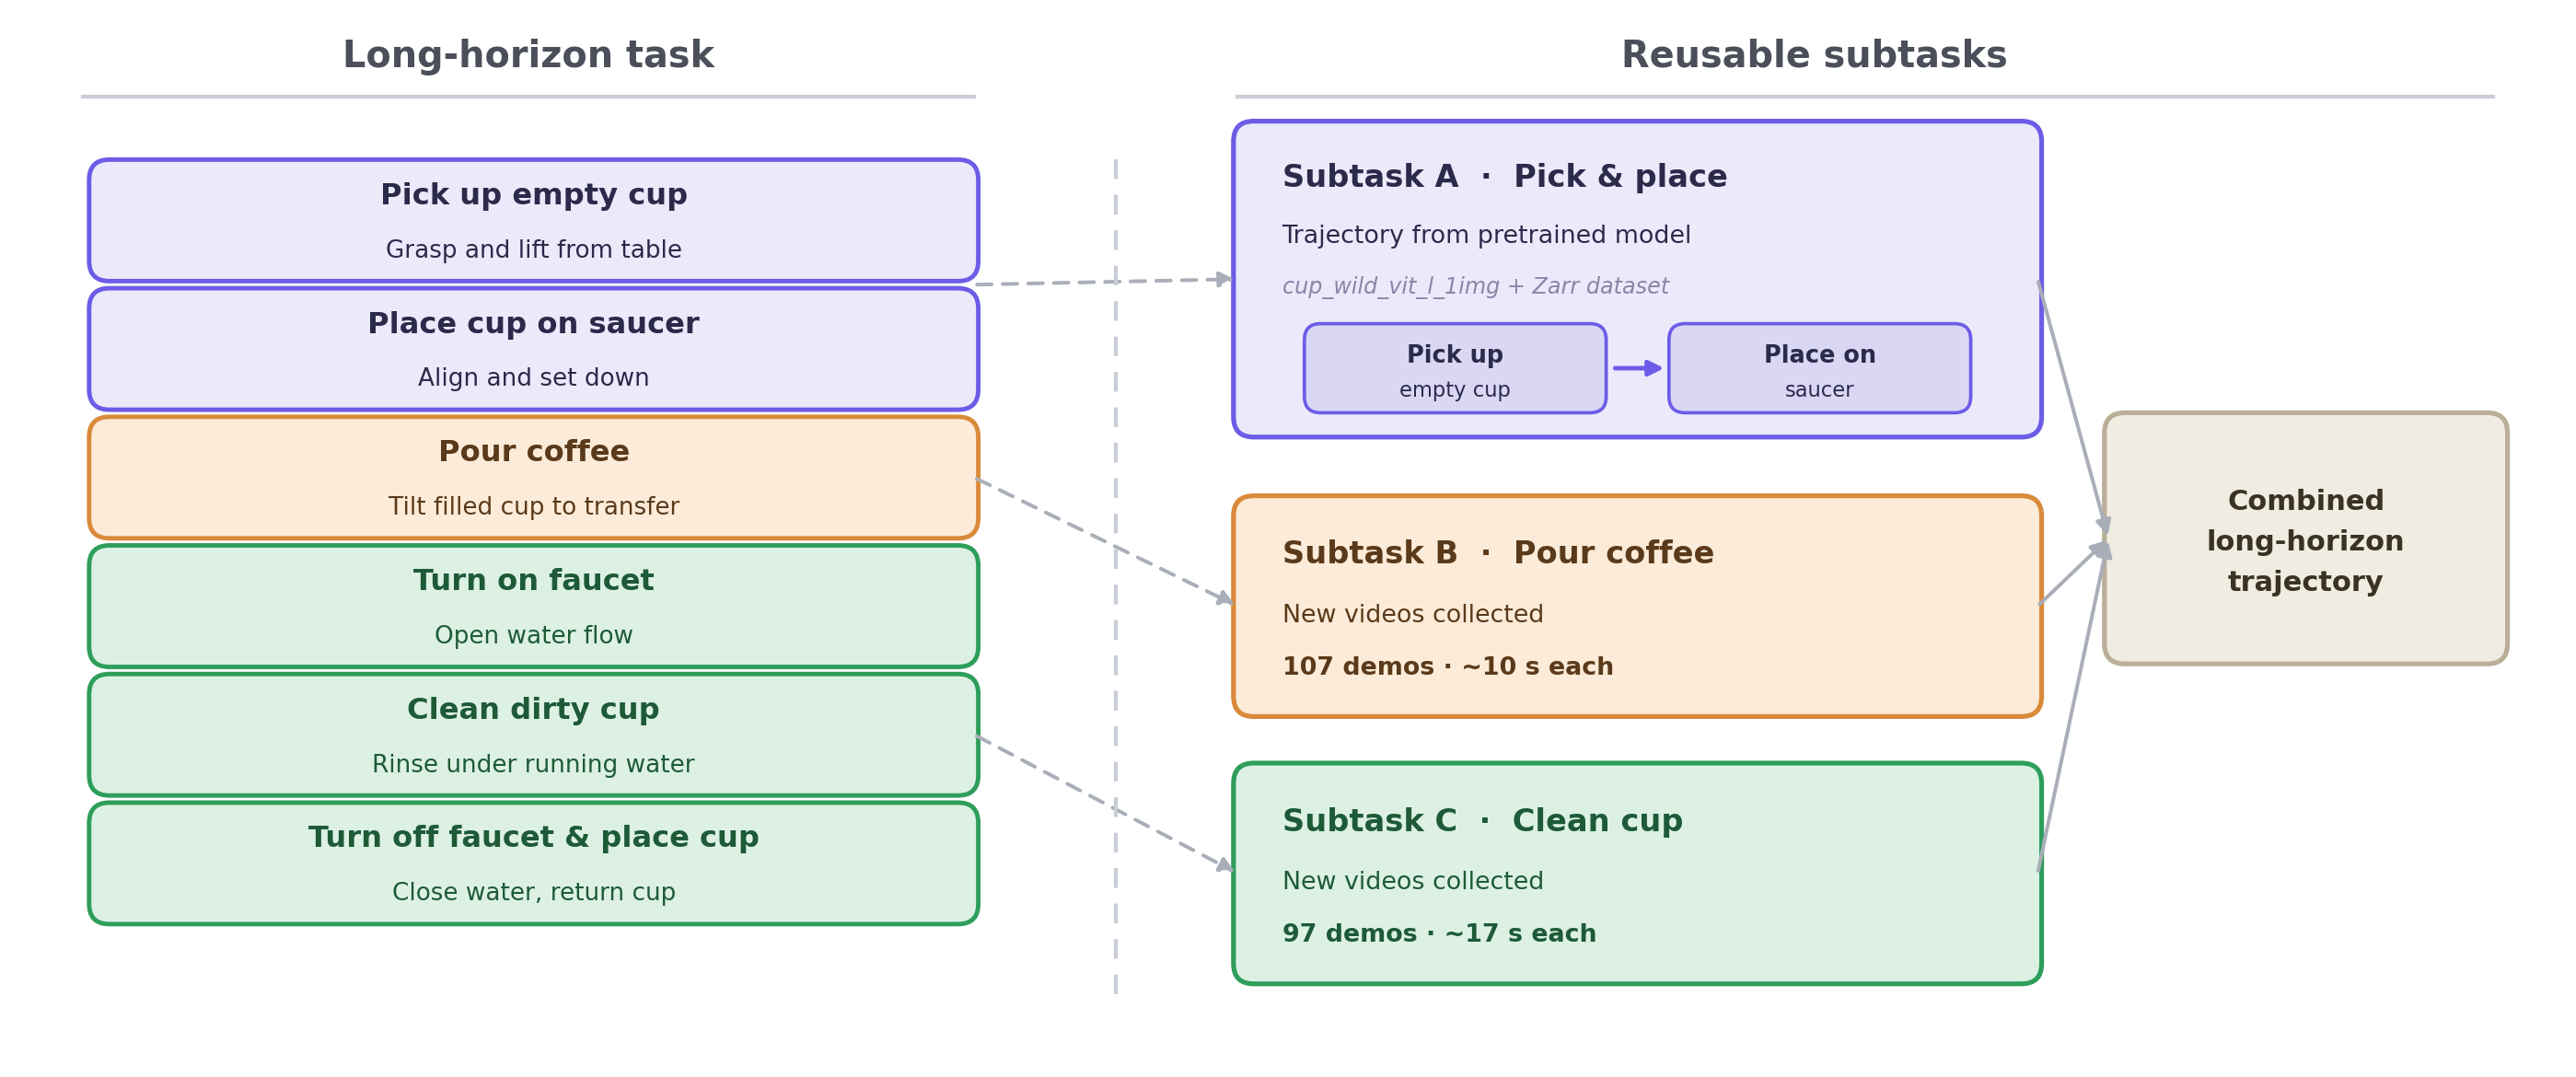 Long-horizon task
Pick up empty cup
Grasp and lift from table
Place cup on saucer
Align and set down
Pour coffee
Tilt filled cup to transfer
Turn on faucet
Open water flow
Clean dirty cup
Rinse under running water
Turn off faucet & place cup
Close water, return cup
Reusable subtasks
Subtask A · Pick & place
Trajectory from pretrained model
cup_wild_vit_l_1img + Zarr dataset
Pick up
empty cup
Place on
saucer
Subtask B · Pour coffee
New videos collected
107 demos · ~10 s each
Subtask C · Clean cup
New videos collected
97 demos · ~17 s each
Combined
long-horizon
trajectory